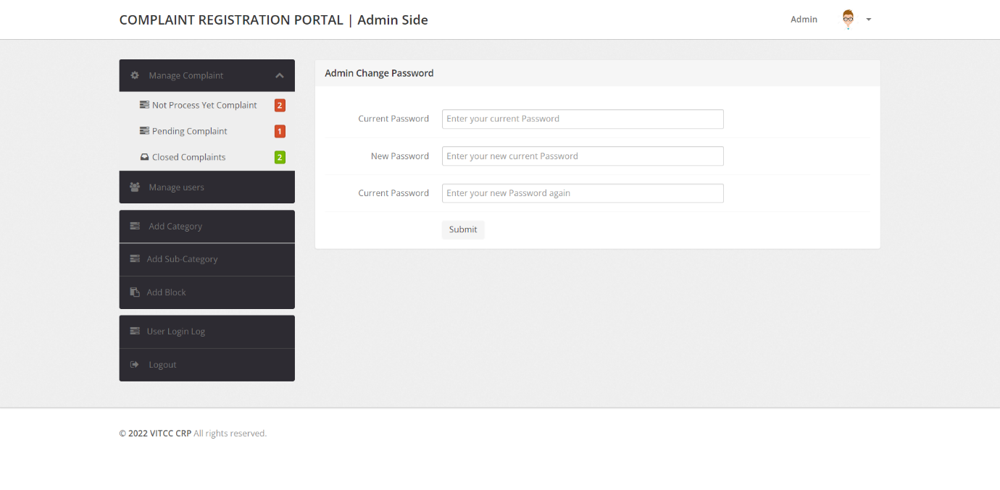 COMPLAINT REGISTRATION PORTAL | Admin Side
Admin
Manage Complaint
Not Process Yet Complaint 2
Pending Complaint 1
Closed Complaints 2
Manage users
Add Category
Add Sub-Category
Add Block
User Login Log
Logout
Admin Change Password
Current Password Enter your current Password
New Password Enter your new current Password
Current Password Enter your new Password again
Submit
© 2022 VITCC CRP All rights reserved.